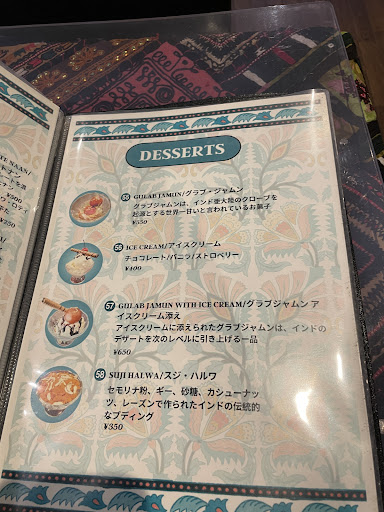 DESSERTS
55 GULAB JAMUN/グラブ・ジャムン
グラブジャムンは、インド亜大陸のクローブを
起源とする世界一甘いと言われているお菓子
¥350
56 ICE CREAM/アイスクリーム
チョコレート/バニラ/ストロベリー
¥400
57 GULAB JAMUN WITH ICE CREAM/グラブジャムン ア
イスクリーム添え
アイスクリームに添えられたグラブジャムンは、インドの
デザートを次のレベルに引き上げる一品
¥650
58 SUJI HALWA/スジ・ハルワ
セモリナ粉、ギー、砂糖、カシューナッ
ツ、レーズンで作られたインドの伝統的
なプディング
¥350